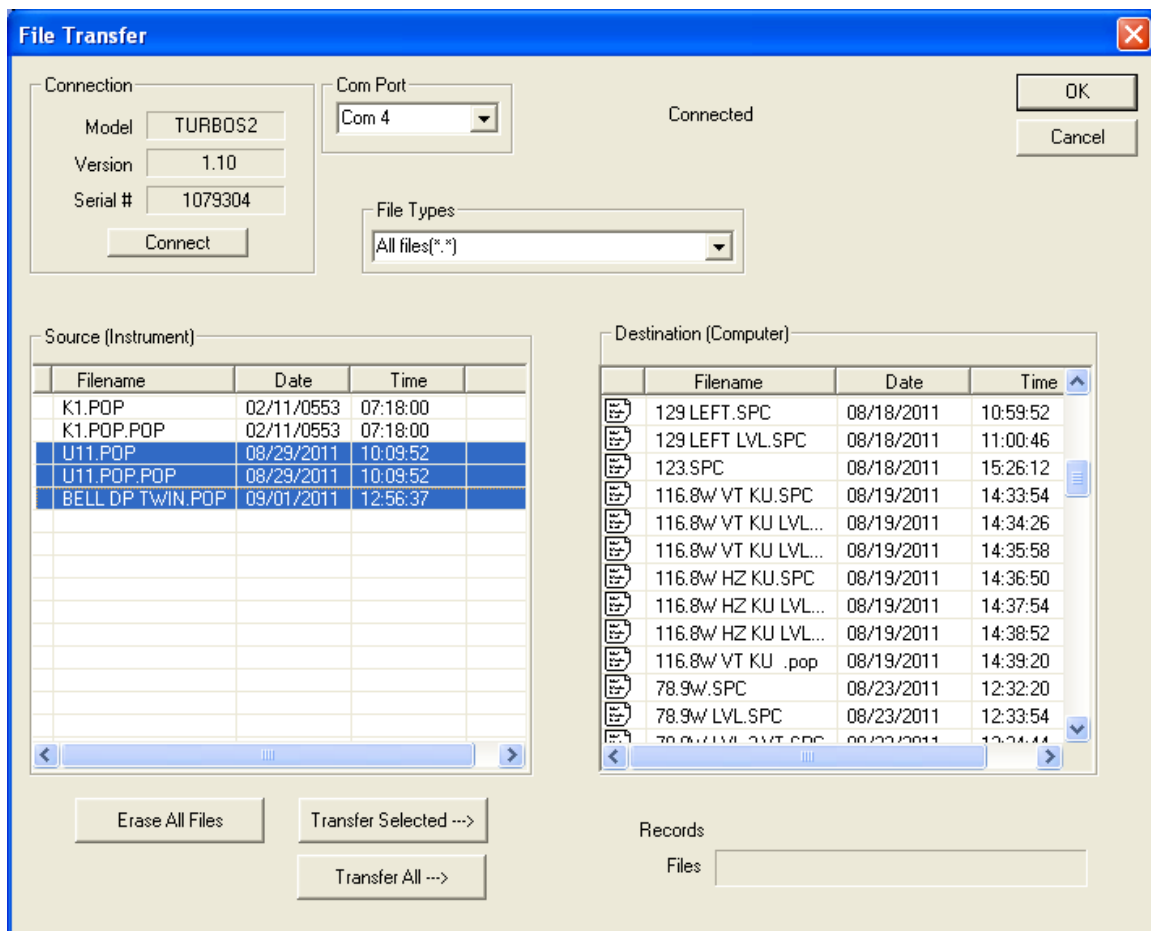 File Transfer
Connection
Com Port
OK
Model TURBOS2
Com 4
Connected
Cancel
Version 1.10
Serial # 1079304
File Types
Connect
All files(*.*)
Source (Instrument)
Filename Date Time
K1.POP 02/11/0553 07:18:00
K1.POP.POP 02/11/0553 07:18:00
U11.POP 08/29/2011 10:09:52
U11.POP.POP 08/29/2011 10:09:52
BELL DP TWIN.POP 09/01/2011 12:56:37
Destination (Computer)
Filename Date Time
129 LEFT.SPC 08/18/2011 10:59:52
129 LEFT LVL.SPC 08/18/2011 11:00:46
123.SPC 08/18/2011 15:26:12
116.8W VT KU.SPC 08/19/2011 14:33:54
116.8W VT KU LVL... 08/19/2011 14:34:26
116.8W VT KU LVL... 08/19/2011 14:35:58
116.8W HZ KU.SPC 08/19/2011 14:36:50
116.8W HZ KU LVL... 08/19/2011 14:37:54
116.8W HZ KU LVL... 08/19/2011 14:38:52
116.8W VT KU .pop 08/19/2011 14:39:20
78.9W.SPC 08/23/2011 12:32:20
78.9W LVL.SPC 08/23/2011 12:33:54
Erase All Files
Transfer Selected --->
Transfer All --->
Records
Files